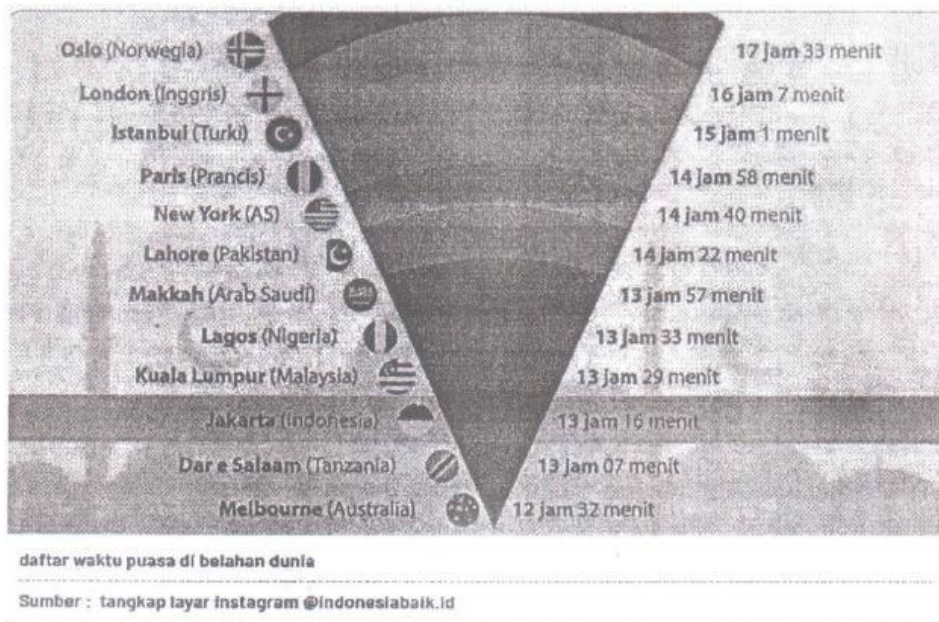 Oslo (Norwegia) 17 jam 33 menit
London (Inggris) 16 jam 7 menit
Istanbul (Turki) 15 jam 1 menit
Paris (Prancis) 14 jam 58 menit
New York (AS) 14 jam 40 menit
Lahore (Pakistan) 14 jam 22 menit
Makkah (Arab Saudi) 13 jam 57 menit
Lagos (Nigeria) 13 jam 33 menit
Kuala Lumpur (Malaysia) 13 jam 29 menit
Jakarta (Indonesia) 13 jam 16 menit
Dar e Salaam (Tanzania) 13 jam 07 menit
Melbourne (Australia) 12 jam 32 menit
daftar waktu puasa di belahan dunia
Sumber : tangkap layar instagram @indonesiabaik.id